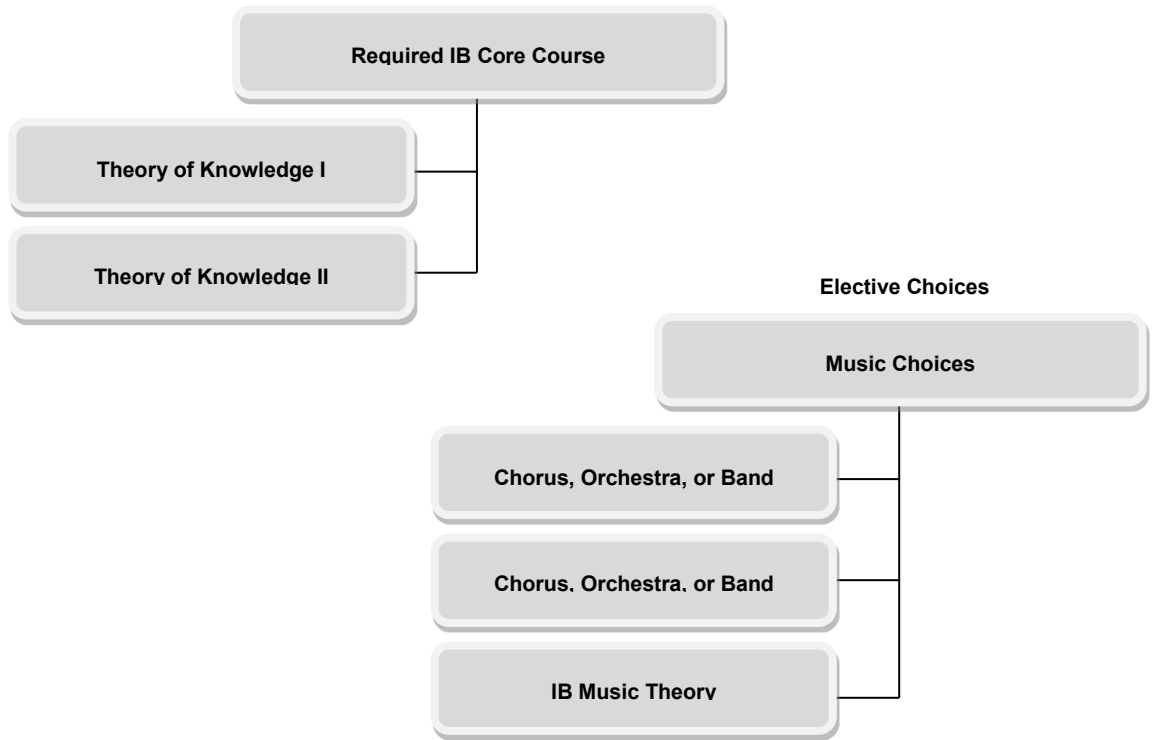 Required IB Core Course
Theory of Knowledge I
Theory of Knowledge II
Elective Choices
Music Choices
Chorus, Orchestra, or Band
Chorus, Orchestra, or Band
IB Music Theory